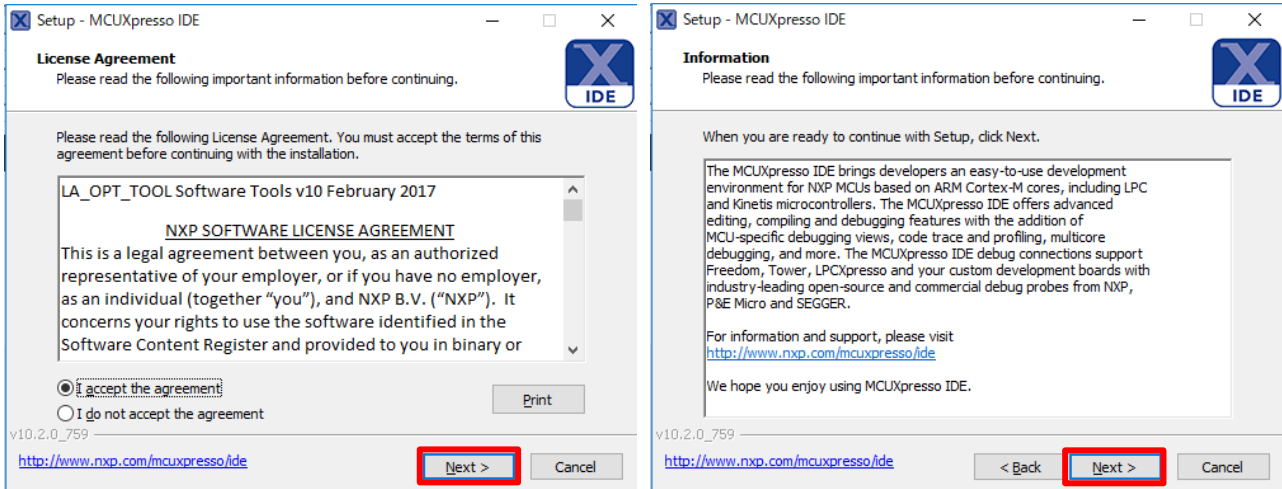 Setup - MCUXpresso IDE
License Agreement
Please read the following important information before continuing.
IDE
Please read the following License Agreement. You must accept the terms of this
agreement before continuing with the installation.
LA_OPT_TOOL Software Tools v10 February 2017
NXP SOFTWARE LICENSE AGREEMENT
This is a legal agreement between you, as an authorized
representative of your employer, or if you have no employer,
as an individual (together “you”), and NXP B.V. (“NXP”).  It
concerns your rights to use the software identified in the
Software Content Register and provided to you in binary or
I accept the agreement
I do not accept the agreement
Print
v10.2.0_759
http://www.nxp.com/mcuxpresso/ide
Next >
Cancel
Setup - MCUXpresso IDE
Information
Please read the following important information before continuing.
IDE
When you are ready to continue with Setup, click Next.
The MCUXpresso IDE brings developers an easy-to-use development
environment for NXP MCUs based on ARM Cortex-M cores, including LPC
and Kinetis microcontrollers. The MCUXpresso IDE offers advanced
editing, compiling and debugging features with the addition of
MCU-specific debugging views, code trace and profiling, multicore
debugging, and more. The MCUXpresso IDE debug connections support
Freedom, Tower, LPCXpresso and your custom development boards with
industry-leading open-source and commercial debug probes from NXP,
P&E Micro and SEGGER.
For information and support, please visit
http://www.nxp.com/mcuxpresso/ide
We hope you enjoy using MCUXpresso IDE.
v10.2.0_759
http://www.nxp.com/mcuxpresso/ide
< Back
Next >
Cancel